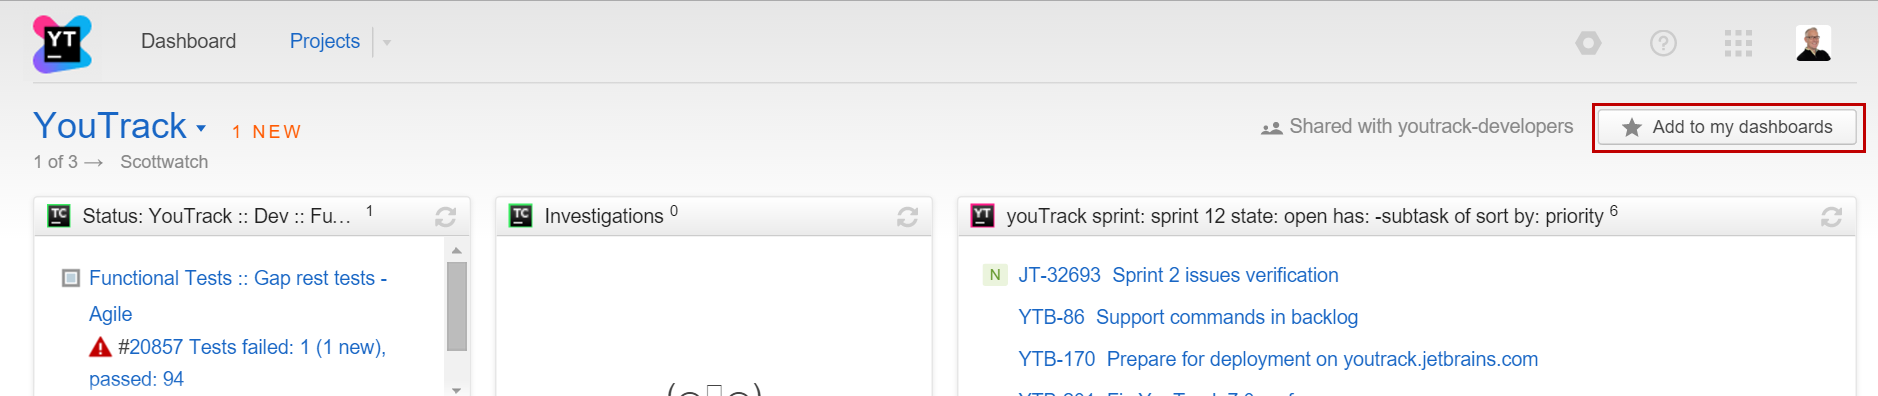 YT
Dashboard Projects
YouTrack 1 NEW
Shared with youtrack-developers
Add to my dashboards
1 of 3 → Scottwatch
TC Status: YouTrack :: Dev :: Fu... 1
Functional Tests :: Gap rest tests -
Agile
#20857 Tests failed: 1 (1 new),
passed: 94
TC Investigations 0
YT youTrack sprint: sprint 12 state: open has: -subtask of sort by: priority 6
N JT-32693 Sprint 2 issues verification
YTB-86 Support commands in backlog
YTB-170 Prepare for deployment on youtrack.jetbrains.com